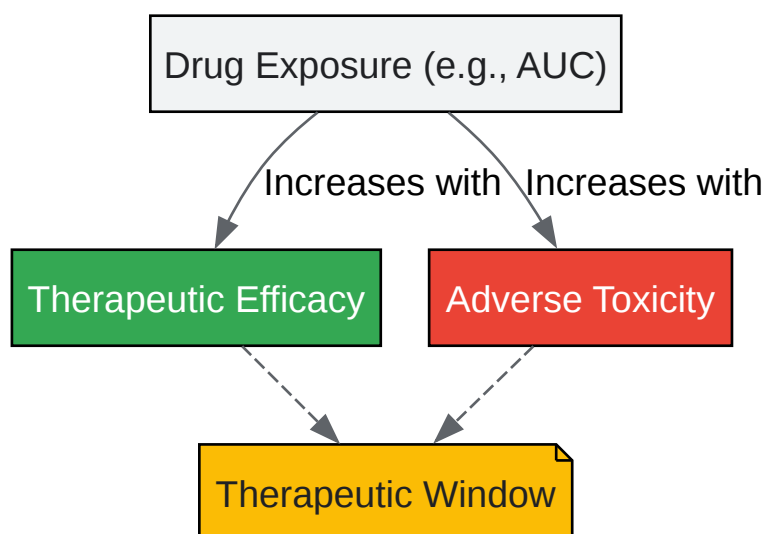 Drug Exposure (e.g., AUC)
Increases with
Increases with
Therapeutic Efficacy
Adverse Toxicity
Therapeutic Window